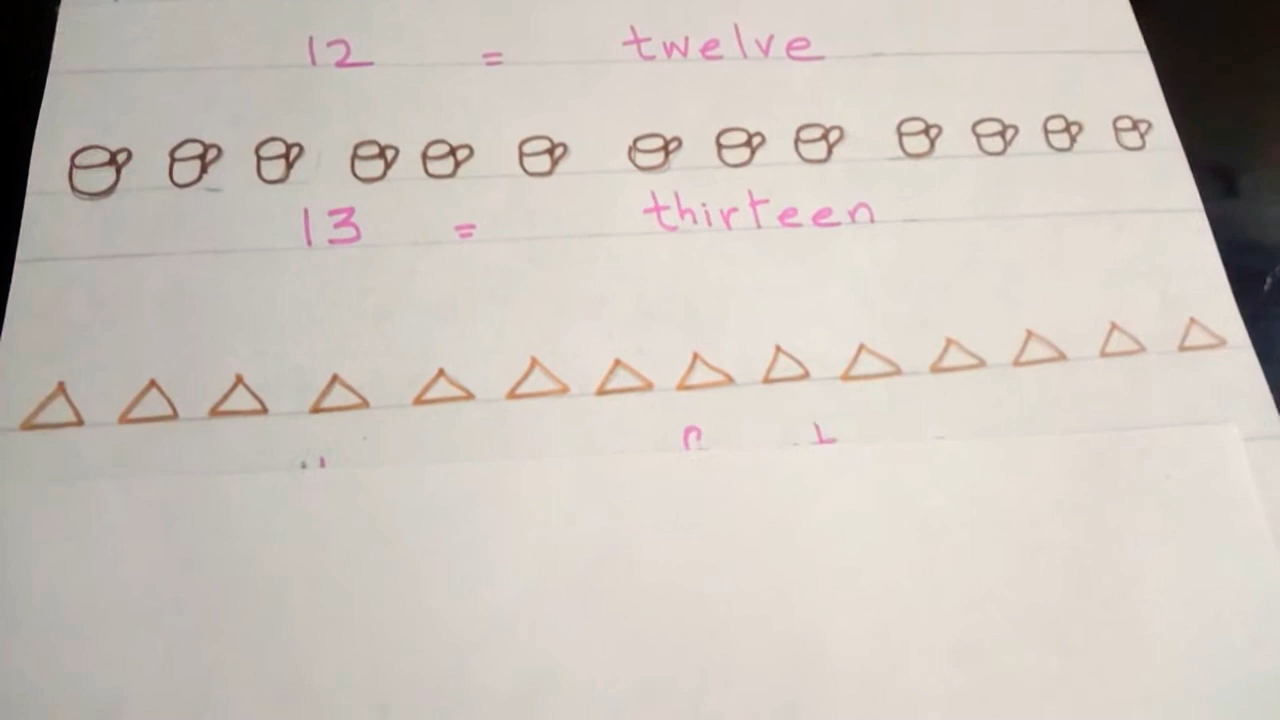 12 = twelve
13 = thirteen